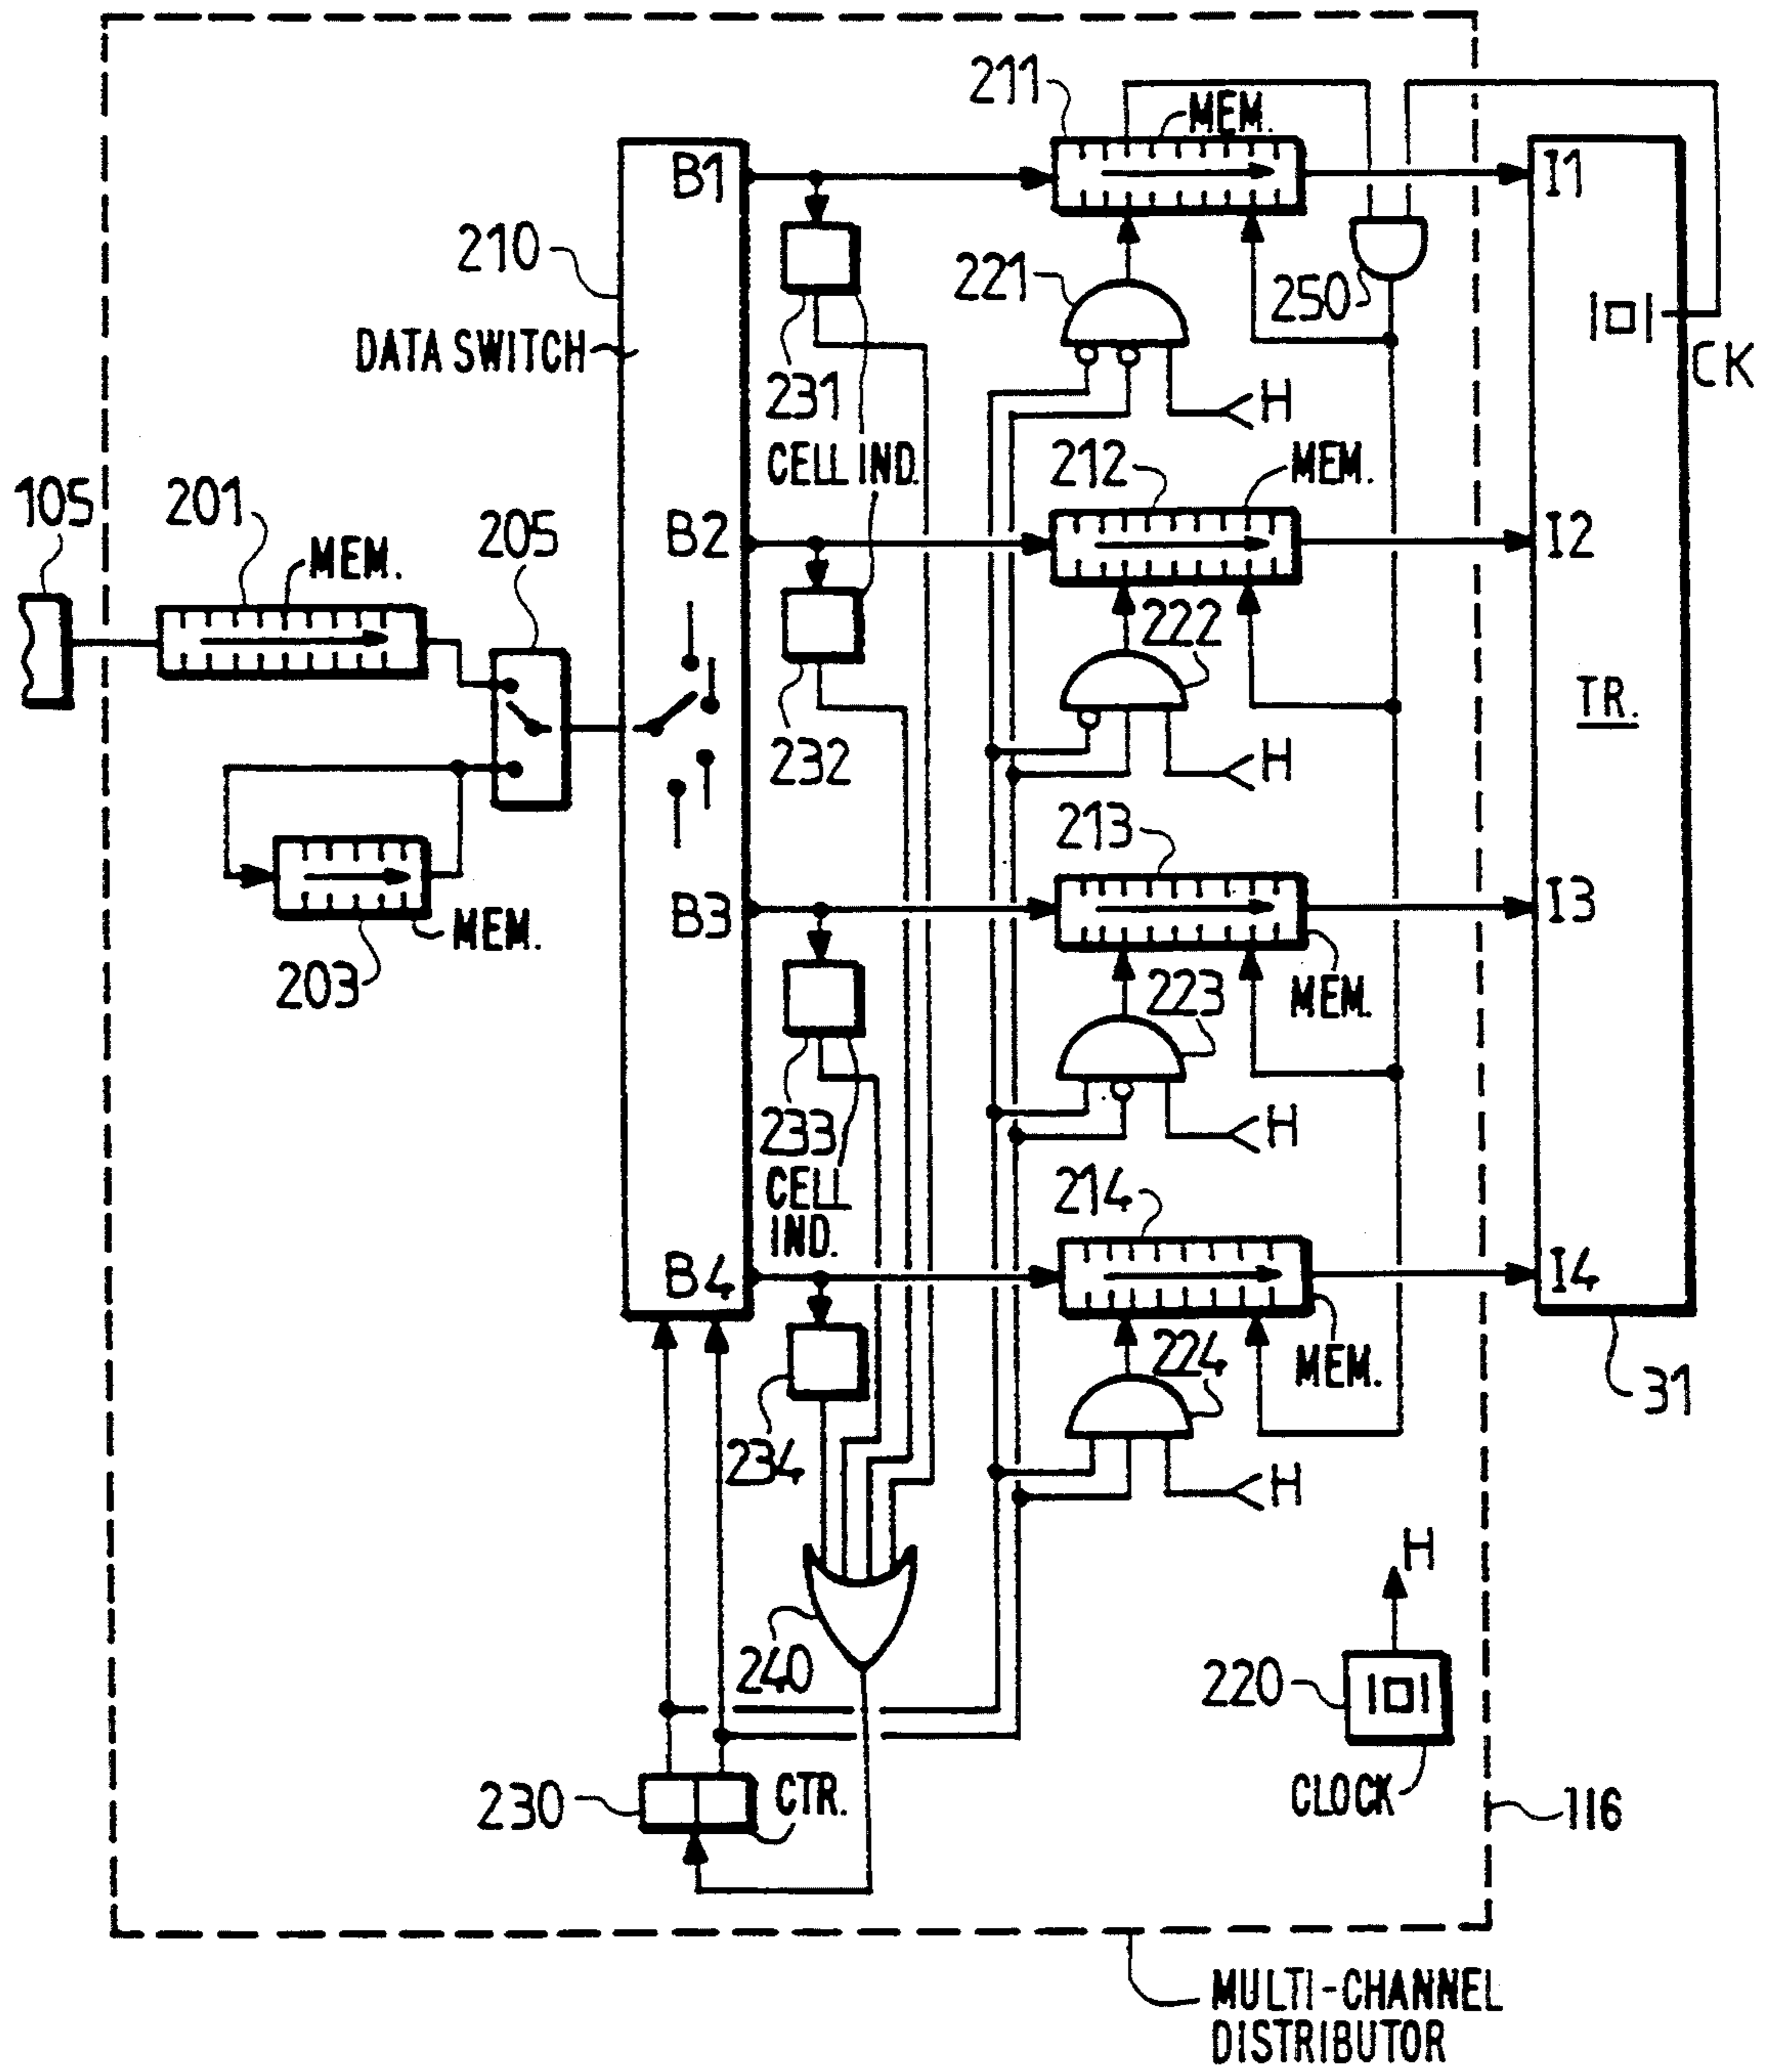 211
MEM.
B1
I1
210
221
250
DATA SWITCH
231
H
CK
CELL IND.
212
MEM.
105
201
MEM.
205
B2
I2
222
232
H
TR.
213
B3
I3
MEM.
203
223
MEM.
233
H
CELL
IND.
214
B4
I4
224
MEM.
31
234
H
H
240
220
230
CTR.
CLOCK
116
MULTI-CHANNEL
DISTRIBUTOR